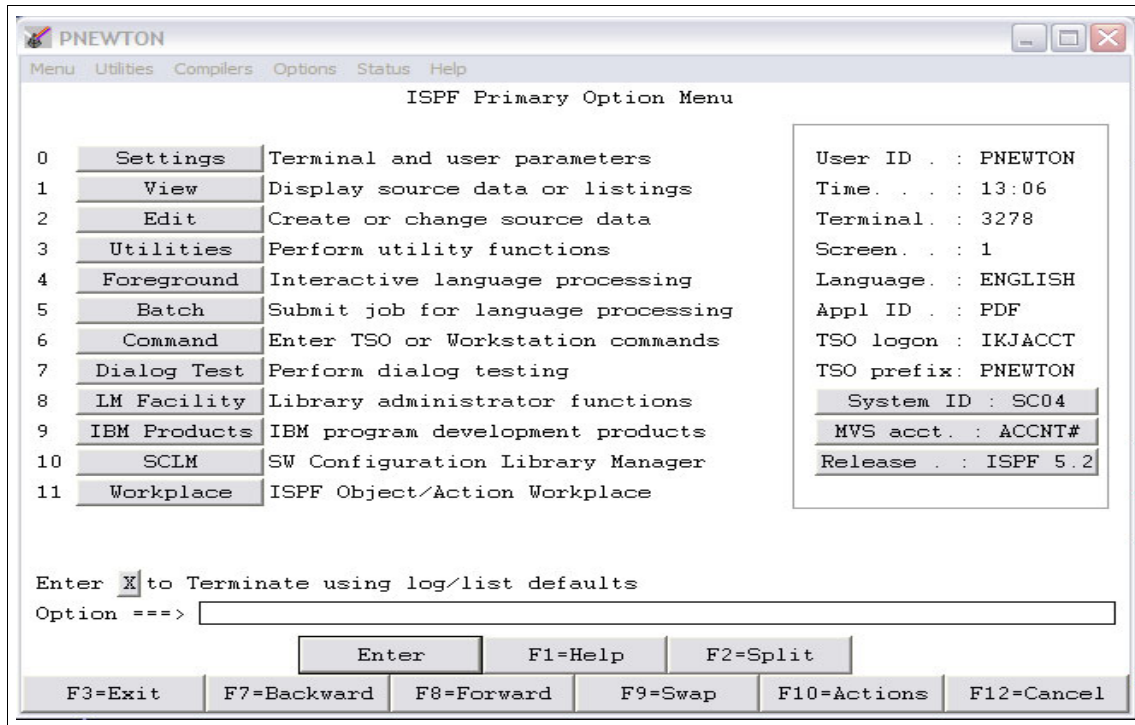 PNEWTON
Menu Utilities Compilers Options Status Help
ISPF Primary Option Menu
0 Settings Terminal and user parameters User ID . : PNEWTON
1 View Display source data or listings Time. . . : 13:06
2 Edit Create or change source data Terminal. : 3278
3 Utilities Perform utility functions Screen. . : 1
4 Foreground Interactive language processing Language. : ENGLISH
5 Batch Submit job for language processing Appl ID . : PDF
6 Command Enter TSO or Workstation commands TSO logon : IKJACCT
7 Dialog Test Perform dialog testing TSO prefix: PNEWTON
8 LM Facility Library administrator functions System ID : SC04
9 IBM Products IBM program development products MVS acct. : ACCNT#
10 SCLM SW Configuration Library Manager Release . : ISPF 5.2
11 Workplace ISPF Object/Action Workplace
Enter X to Terminate using log/list defaults
Option ===>
Enter F1=Help F2=Split
F3=Exit F7=Backward F8=Forward F9=Swap F10=Actions F12=Cancel